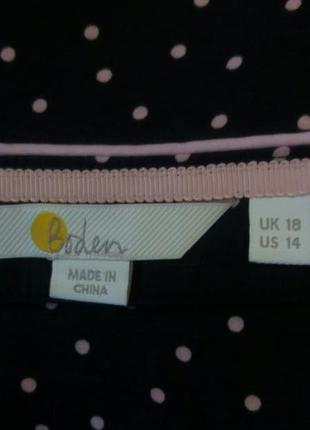 Boden
MADE IN
CHINA
UK 18
US 14